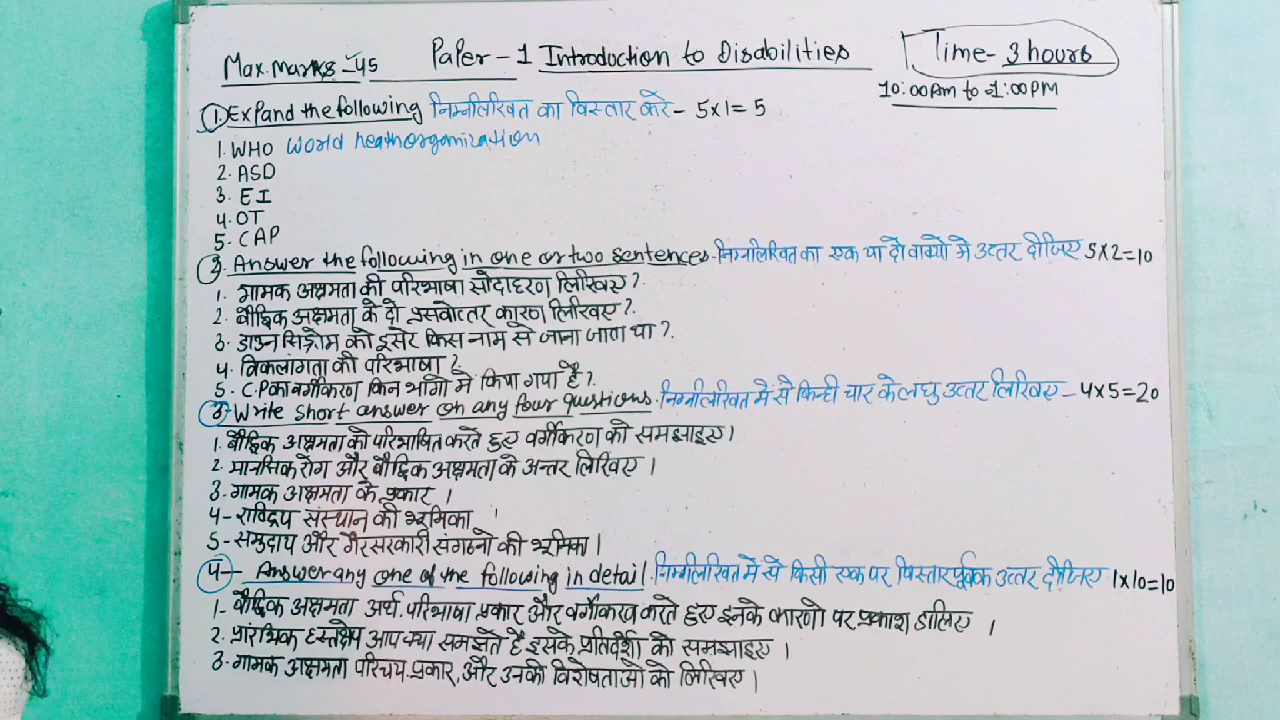 Max. Marks - 45
Paper - 1 Introduction to Disabilities
Time - 3 hours
10:00 Am to 1:00 PM
1. Expand the following निम्नलिखित का विस्तार करे - 5x1= 5
1. WHO World heath organization
2. ASD
3. EI
4. OT
5. CAP
2. Answer the following in one or two sentences. निम्नलिखित का एक या दो वाक्यो मे उत्तर दीजिए 5x2=10
1. गामक अक्षमता की परिभाषा सोदाहरण लिखिए ?
2. बौद्धिक अक्षमता के दो प्रसवोत्तर कारण लिखिए ?
3. डाउन सिंड्रोम को दूसरे किस नाम से जाना जाता था ?
4. विकलांगता की परिभाषा ?
5- C.P का वर्गीकरण किन भागो मे किया गया है ?
3- Write short answer on any four questions. निम्नलिखित मे से किन्ही चार के लघु उत्तर लिखिए - 4x5=20
1. बौद्धिक अक्षमता को परिभाषित करते हुए वर्गीकरण को समझाइए।
2. मानसिक रोग और बौद्धिक अक्षमता के अन्तर लिखिए ।
3- गामक अक्षमता के प्रकार ।
4- राष्ट्रिय संस्थान की भूमिका
5- समुदाय और गैर सरकारी संगठनो की भूमिका।
4- Answer any one of the following in detail. निम्नलिखित मे से किसी एक पर विस्तार पूर्वक उत्तर दीजिए 1x10=10
1- बौद्धिक अक्षमता अर्थ. परिभाषा प्रकार और वर्गीकरण करते हुए इनके कारणो पर प्रकाश डालिए ।
2. प्रारंभिक हस्तक्षेप आप क्या समझते है इसके प्रतिदर्शो को समझाइए ।
3- गामक अक्षमता परिचय. प्रकार, और उनकी विशेषताओ को लिखिए ।